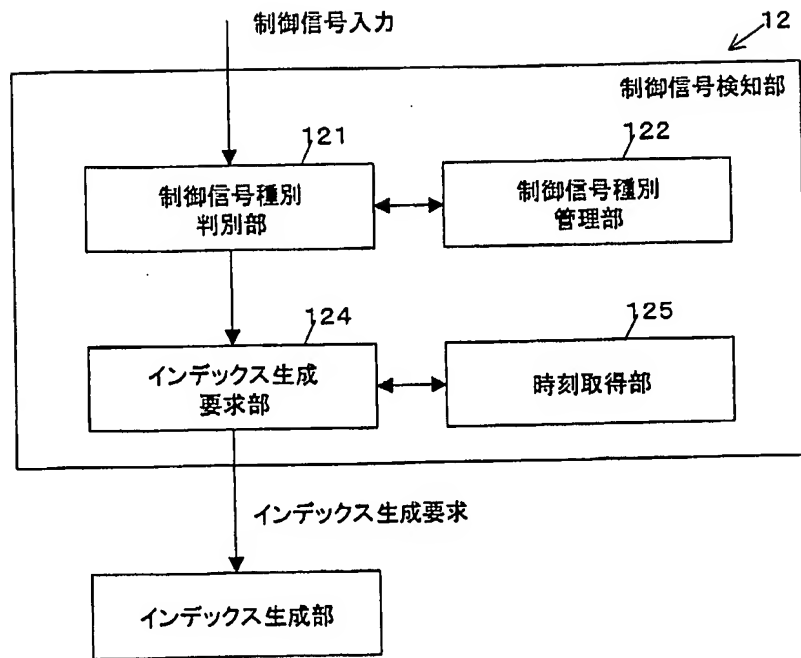 制御信号入力
12
制御信号検知部
121
122
制御信号種別
判別部
制御信号種別
管理部
124
125
インデックス生成
要求部
時刻取得部
インデックス生成要求
インデックス生成部